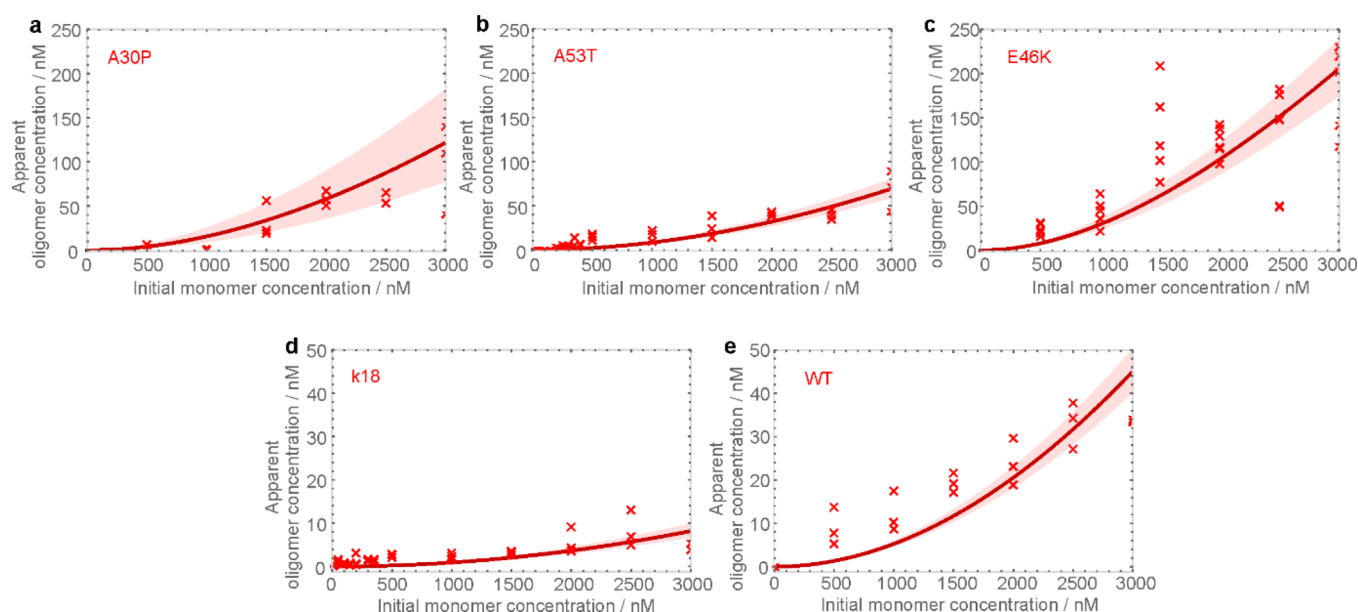 a
A30P
250
200
150
100
50
0
Apparent
oligomer concentration / nM
0 500 1000 1500 2000 2500 3000
Initial monomer concentration / nM
b
A53T
250
200
150
100
50
0
Apparent
oligomer concentration / nM
0 500 1000 1500 2000 2500 3000
Initial monomer concentration / nM
c
E46K
250
200
150
100
50
0
Apparent
oligomer concentration / nM
0 500 1000 1500 2000 2500 3000
Initial monomer concentration / nM
d
k18
50
40
30
20
10
0
Apparent
oligomer concentration / nM
0 500 1000 1500 2000 2500 3000
Initial monomer concentration / nM
e
WT
50
40
30
20
10
0
Apparent
oligomer concentration / nM
0 500 1000 1500 2000 2500 3000
Initial monomer concentration / nM